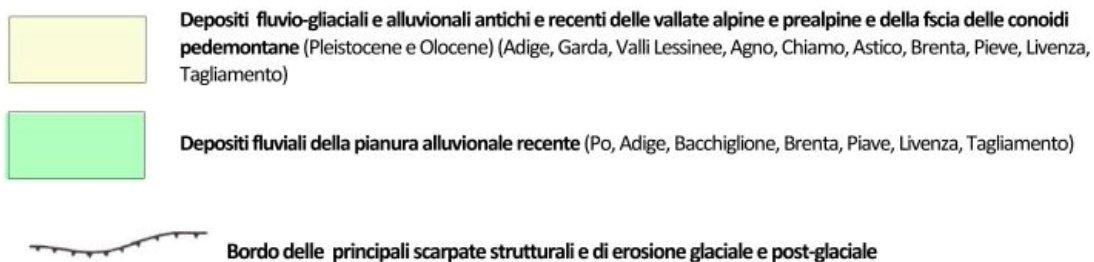 Depositi fluvio-gliaciali e alluvionali antichi e recenti delle vallate alpine e prealpine e della fscia delle conoidi
pedemontane (Pleistocene e Olocene) (Adige, Garda, Valli Lessinee, Agno, Chiamo, Astico, Brenta, Pieve, Livenza,
Tagliamento)
Depositi fluviali della pianura alluvionale recente (Po, Adige, Bacchiglione, Brenta, Piave, Livenza, Tagliamento)
Bordo delle principali scarpate strutturali e di erosione glaciale e post-glaciale